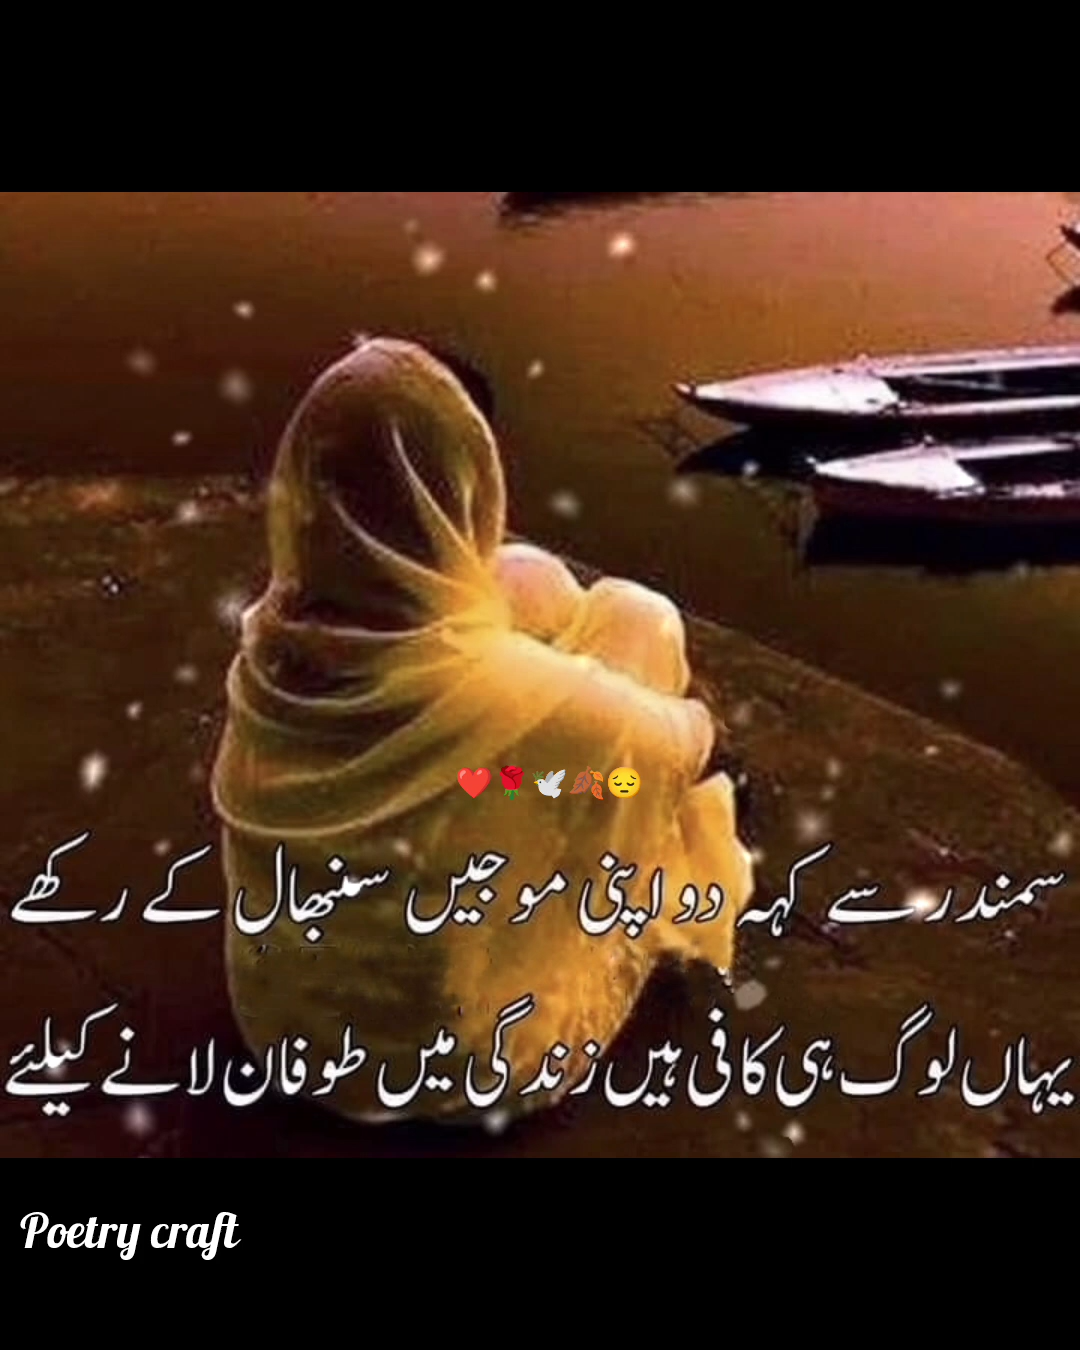 ❤️🌹🕊️🍂😔
سمندر سے کہہ دو اپنی موجیں سنبھال کے رکھے
یہاں لوگ ہی کافی ہیں زندگی میں طوفان لانے کیلئے
Poetry craft